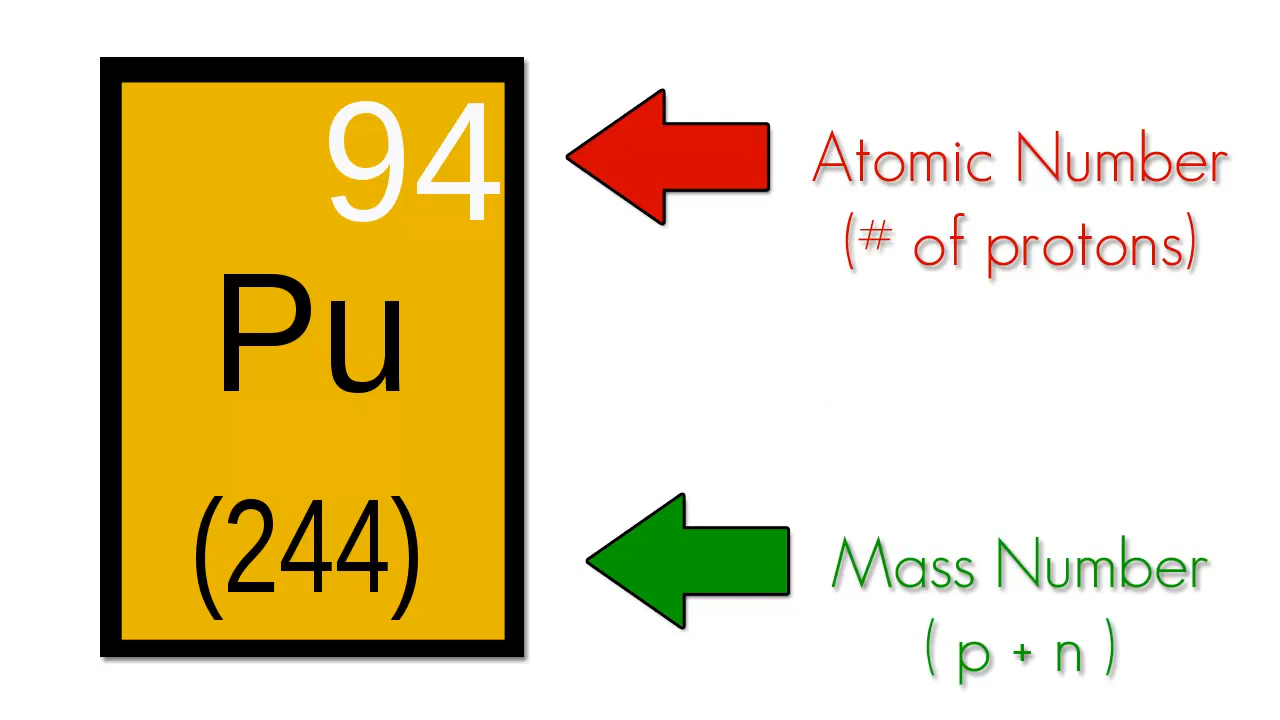 94
Pu
(244)
Atomic Number
(# of protons)
Mass Number
( p + n )